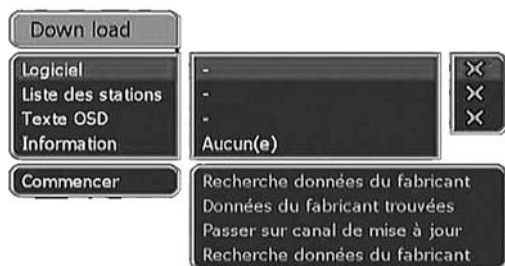 Down load
Logiciel -
Liste des stations -
Texte OSD -
Information Aucun(e)
Commencer
Recherche données du fabricant
Données du fabricant trouvées
Passer sur canal de mise à jour
Recherche données du fabricant